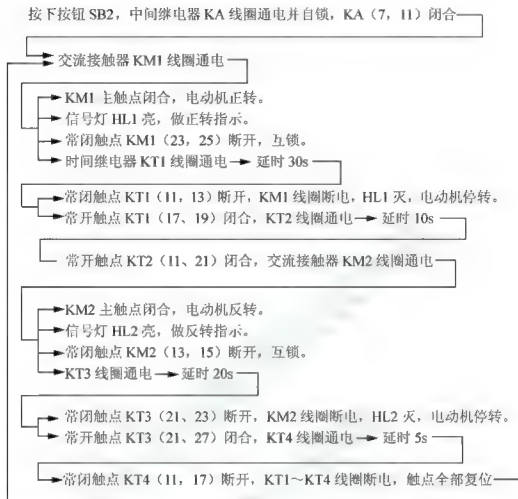 按下按钮 SB2，中间继电器 KA 线圈通电并自锁，KA（7，11）闭合
交流接触器 KM1 线圈通电
KM1 主触点闭合，电动机正转。
信号灯 HL1 亮，做正转指示。
常闭触点 KM1（23，25）断开，互锁。
时间继电器 KT1 线圈通电 延时 30s
常闭触点 KT1（11，13）断开，KM1 线圈断电，HL1 灭，电动机停转。
常开触点 KT1（17、19）闭合，KT2 线圈通电 延时 10s
常开触点 KT2（11、21）闭合，交流接触器 KM2 线圈通电
KM2 主触点闭合，电动机反转。
信号灯 HL2 亮，做反转指示。
常闭触点 KM2（13，15）断开，互锁。
KT3 线圈通电 延时 20s
常闭触点 KT3（21、23）断开，KM2 线圈断电，HL2 灭，电动机停转。
常开触点 KT3（21、27）闭合，KT4 线圈通电 延时 5s
常闭触点 KT4（11，17）断开，KT1～KT4 线圈断电，触点全部复位